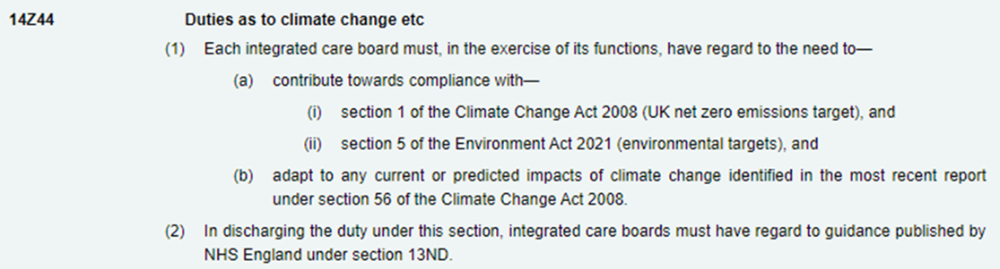 14Z44 Duties as to climate change etc
(1) Each integrated care board must, in the exercise of its functions, have regard to the need to—
(a) contribute towards compliance with—
(i) section 1 of the Climate Change Act 2008 (UK net zero emissions target), and
(ii) section 5 of the Environment Act 2021 (environmental targets), and
(b) adapt to any current or predicted impacts of climate change identified in the most recent report
under section 56 of the Climate Change Act 2008.
(2) In discharging the duty under this section, integrated care boards must have regard to guidance published by
NHS England under section 13ND.